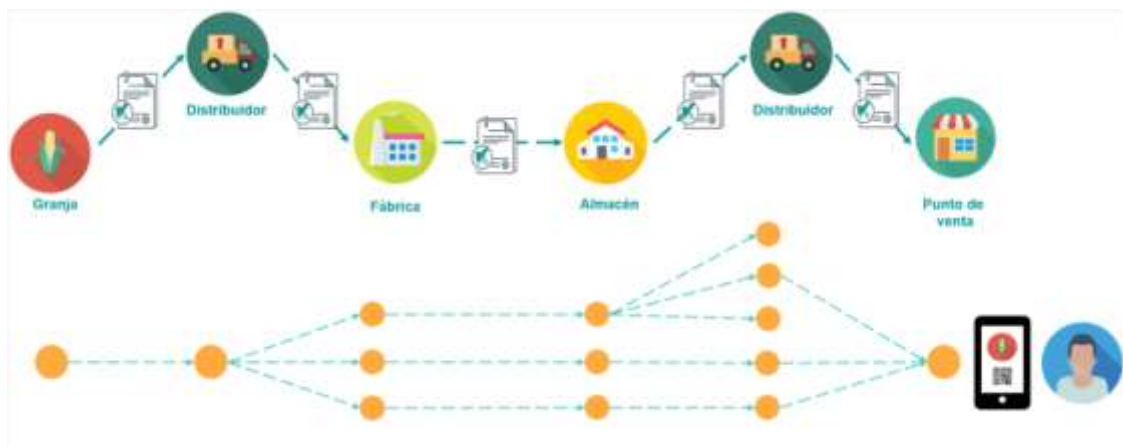 Distribuidor
Distribuidor
Granja
Fábrica
Almacén
Punto de
venta